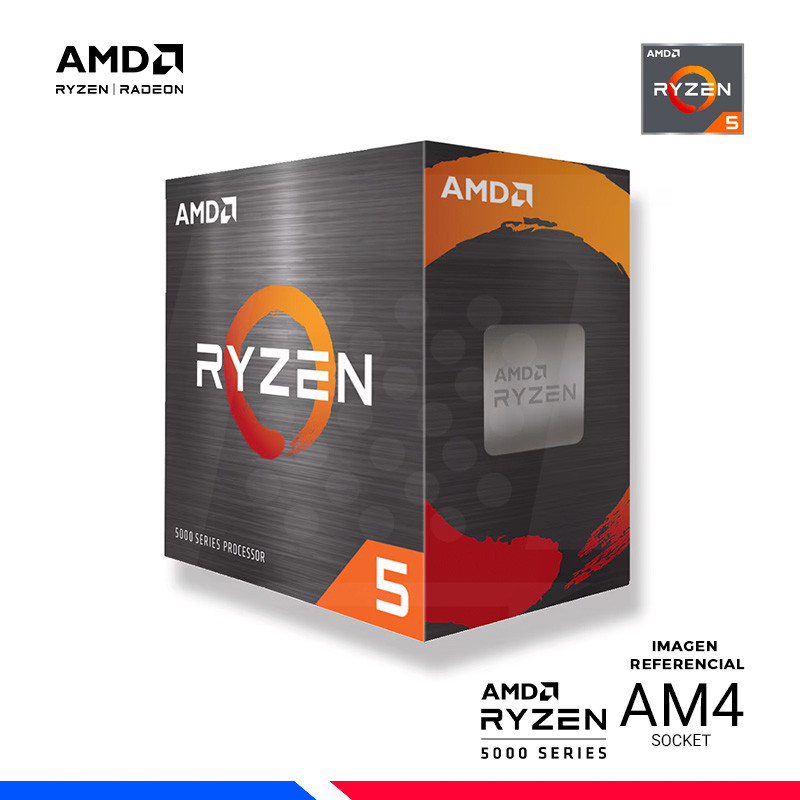 AMD
RYZEN | RADEON
AMD
RYZEN
5
AMD
AMD
RYZEN
AMD
RYZEN
5000 SERIES PROCESSOR
5
IMAGEN
REFERENCIAL
AMD
RYZEN
5000 SERIES
AM4
SOCKET